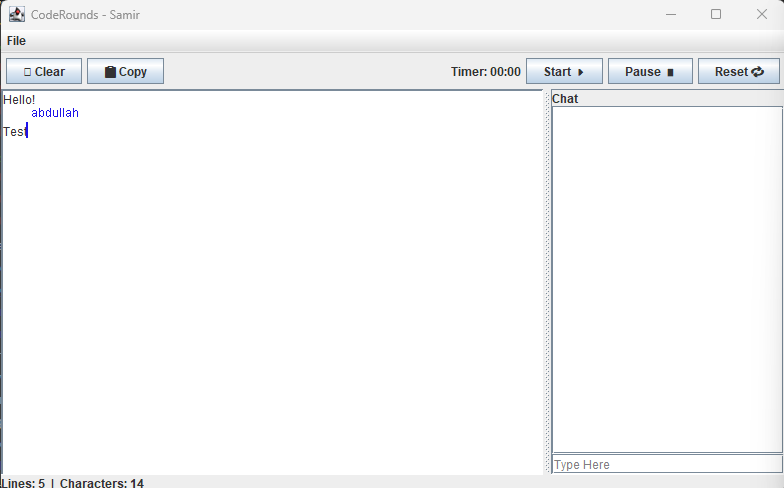 CodeRounds - Samir
File
Clear Copy Timer: 00:00 Start Pause Reset
Hello!
abdullah
Test
Chat
Type Here
Lines: 5 | Characters: 14